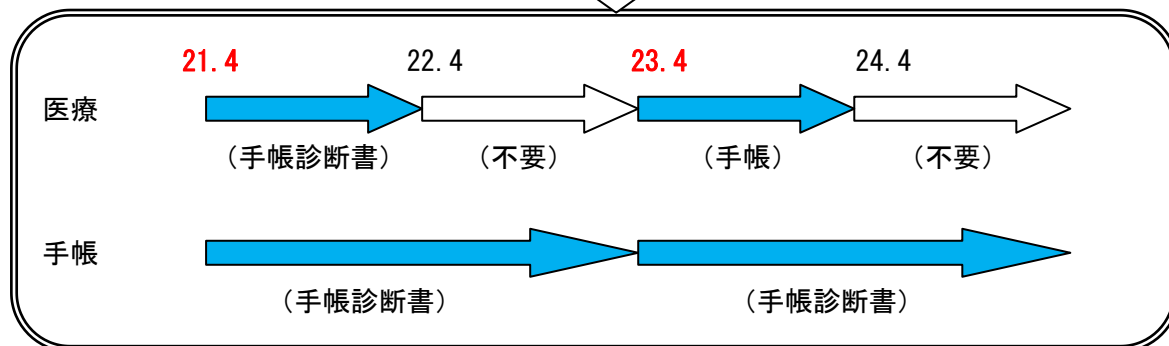 21.4 22.4 23.4 24.4
医療
（手帳診断書） （不要） （手帳） （不要）
手帳
（手帳診断書） （手帳診断書）